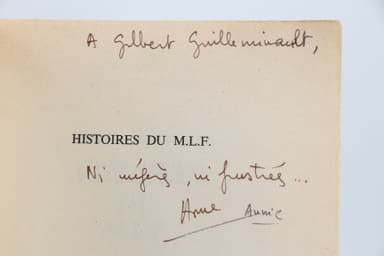 A Gilbert Guilleminault,
HISTOIRES DU M.L.F.
Ni mégères, ni frustrées...
Anne Annie